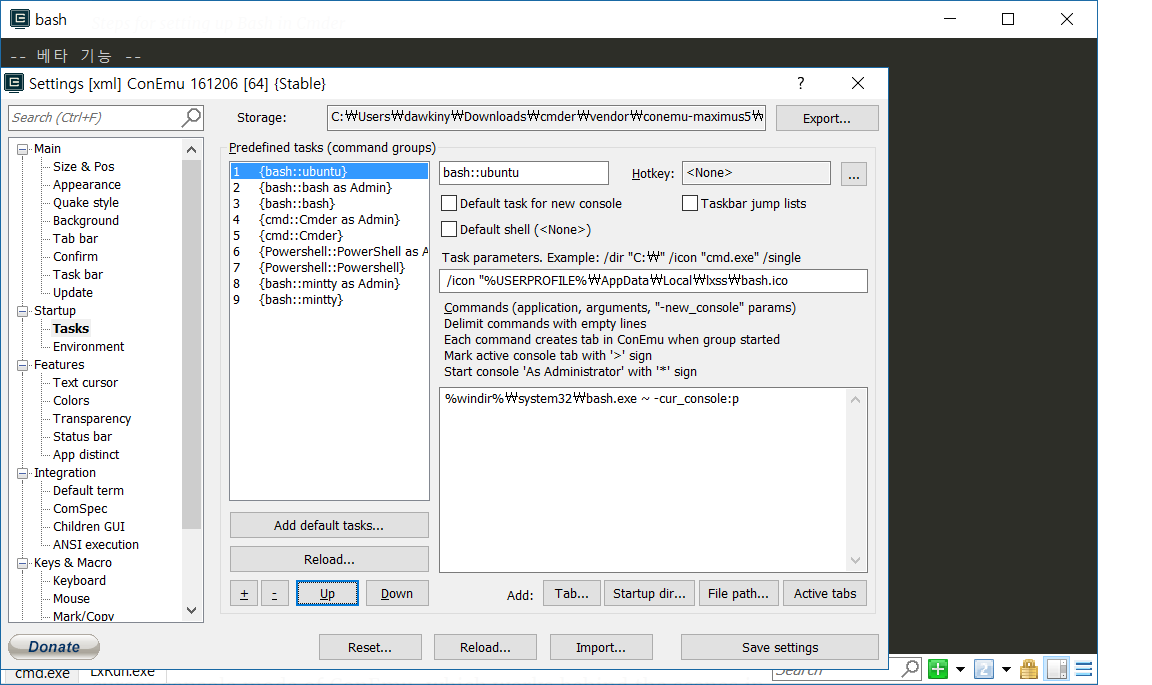 bash
-- 베타 기능 --
Settings [xml] ConEmu 161206 [64] {Stable}
?
Search (Ctrl+F)
Storage:
C:₩Users₩dawkiny₩Downloads₩cmder₩vendor₩conemu-maximus5₩
Export...
Main
Size & Pos
Appearance
Quake style
Background
Tab bar
Confirm
Task bar
Update
Startup
Tasks
Environment
Features
Text cursor
Colors
Transparency
Status bar
App distinct
Integration
Default term
ComSpec
Children GUI
ANSI execution
Keys & Macro
Keyboard
Mouse
Mark/Copy
Predefined tasks (command groups)
1 {bash::ubuntu}
2 {bash::bash as Admin}
3 {bash::bash}
4 {cmd::Cmder as Admin}
5 {cmd::Cmder}
6 {Powershell::PowerShell as A
7 {Powershell::Powershell}
8 {bash::mintty as Admin}
9 {bash::mintty}
Add default tasks...
Reload...
+ - Up Down
bash::ubuntu
Hotkey: <None> ...
Default task for new console
Taskbar jump lists
Default shell (<None>)
Task parameters. Example: /dir "C:₩" /icon "cmd.exe" /single
/icon "%USERPROFILE%₩AppData₩Local₩lxss₩bash.ico
Commands (application, arguments, "-new_console" params)
Delimit commands with empty lines
Each command creates tab in ConEmu when group started
Mark active console tab with '>' sign
Start console 'As Administrator' with '*' sign
%windir%₩system32₩bash.exe ~ -cur_console:p
Add: Tab... Startup dir... File path... Active tabs
Donate
Reset... Reload... Import... Save settings
cmd.exe LxRun.exe
Search
2